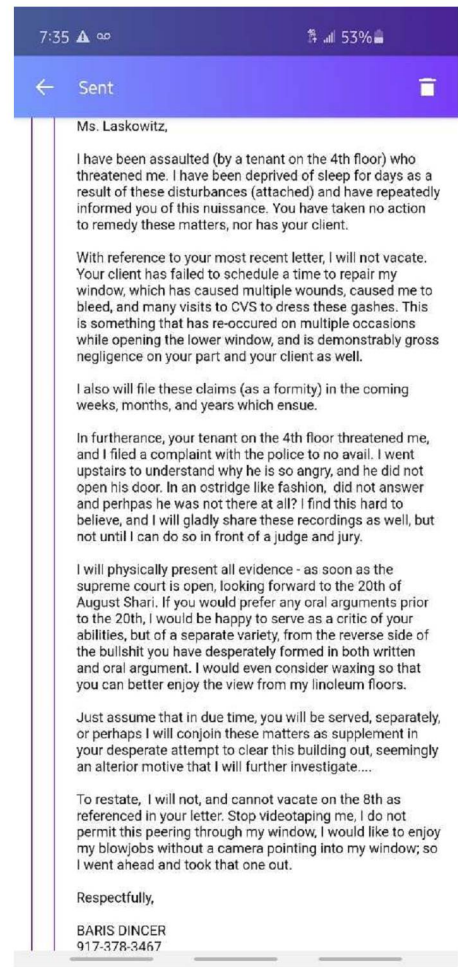 7:35
53%
Sent
Ms. Laskowitz,
I have been assaulted (by a tenant on the 4th floor) who
threatened me. I have been deprived of sleep for days as a
result of these disturbances (attached) and have repeatedly
informed you of this nuissance. You have taken no action
to remedy these matters, nor has your client.
With reference to your most recent letter, I will not vacate.
Your client has failed to schedule a time to repair my
window, which has caused multiple wounds, caused me to
bleed, and many visits to CVS to dress these gashes. This
is something that has re-occured on multiple occasions
while opening the lower window, and is demonstrably gross
negligence on your part and your client as well.
I also will file these claims (as a formity) in the coming
weeks, months, and years which ensue.
In furtherance, your tenant on the 4th floor threatened me,
and I filed a complaint with the police to no avail. I went
upstairs to understand why he is so angry, and he did not
open his door. In an ostridge like fashion, did not answer
and perhpas he was not there at all? I find this hard to
believe, and I will gladly share these recordings as well, but
not until I can do so in front of a judge and jury.
I will physically present all evidence - as soon as the
supreme court is open, looking forward to the 20th of
August Shari. If you would prefer any oral arguments prior
to the 20th, I would be happy to serve as a critic of your
abilities, but of a separate variety, from the reverse side of
the bullshit you have desperately formed in both written
and oral argument. I would even consider waxing so that
you can better enjoy the view from my linoleum floors.
Just assume that in due time, you will be served, separately,
or perhaps I will conjoin these matters as supplement in
your desperate attempt to clear this building out, seemingly
an alterior motive that I will further investigate....
To restate, I will not, and cannot vacate on the 8th as
referenced in your letter. Stop videotaping me, I do not
permit this peering through my window, I would like to enjoy
my blowjobs without a camera pointing into my window; so
I went ahead and took that one out.
Respectfully,
BARIS DINCER
917-378-3467